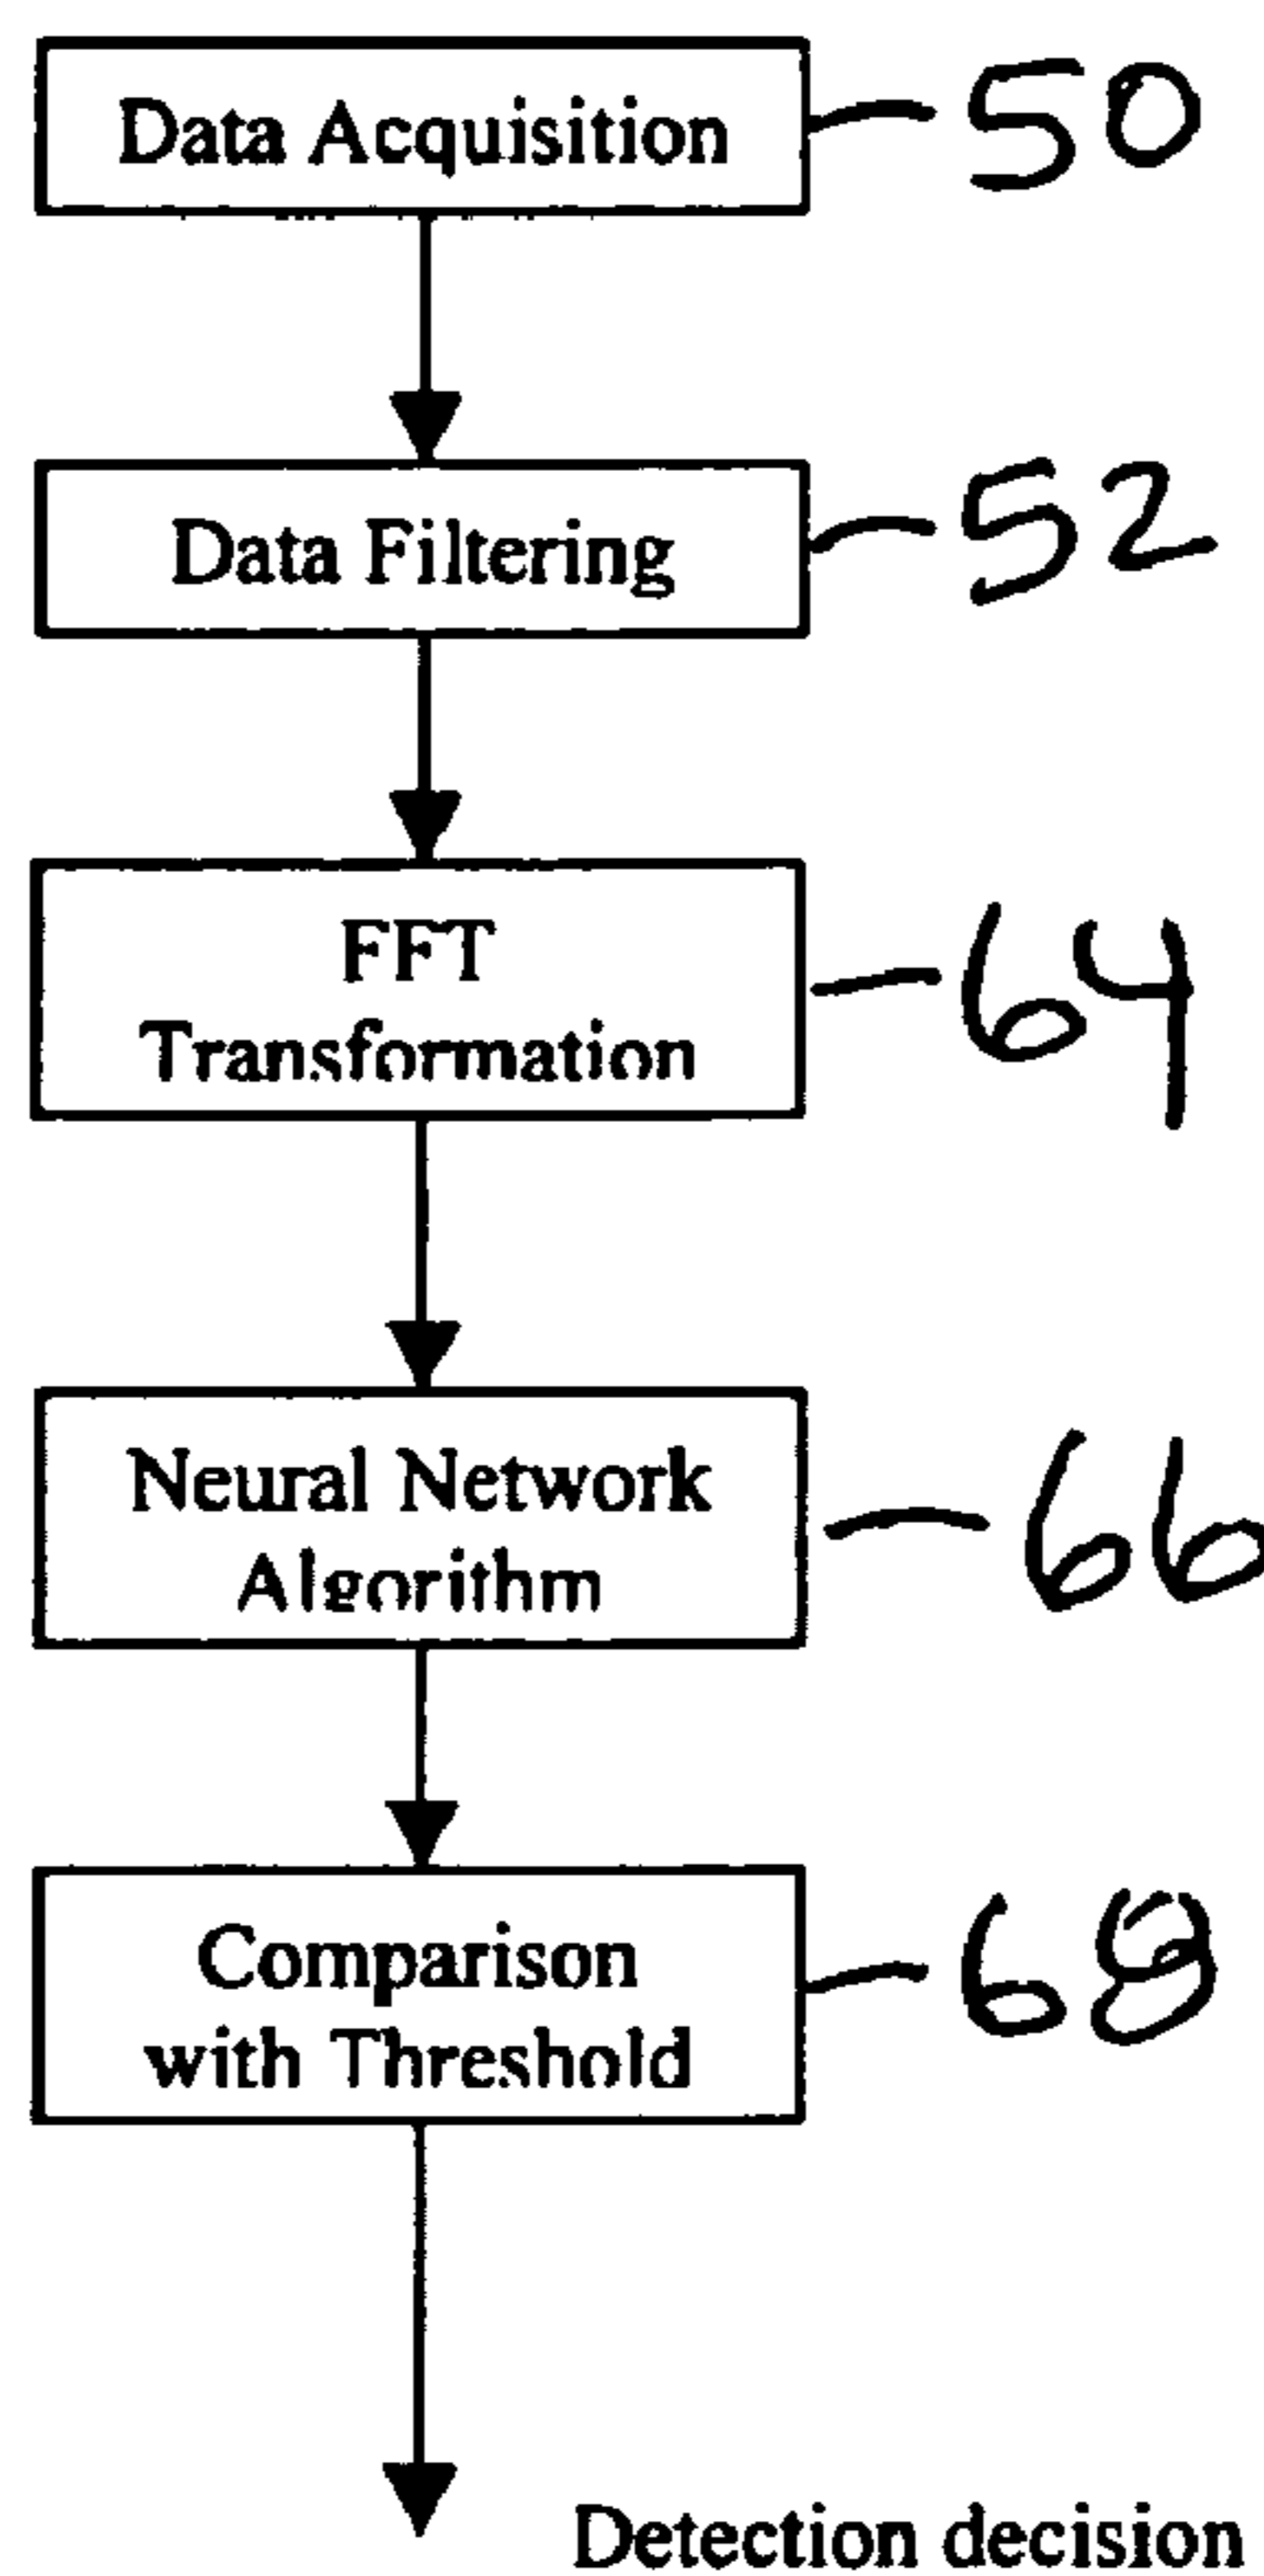 Data Acquisition 50
Data Filtering 52
FFT
Transformation 64
Neural Network
Algorithm 66
Comparison
with Threshold 68
Detection decision